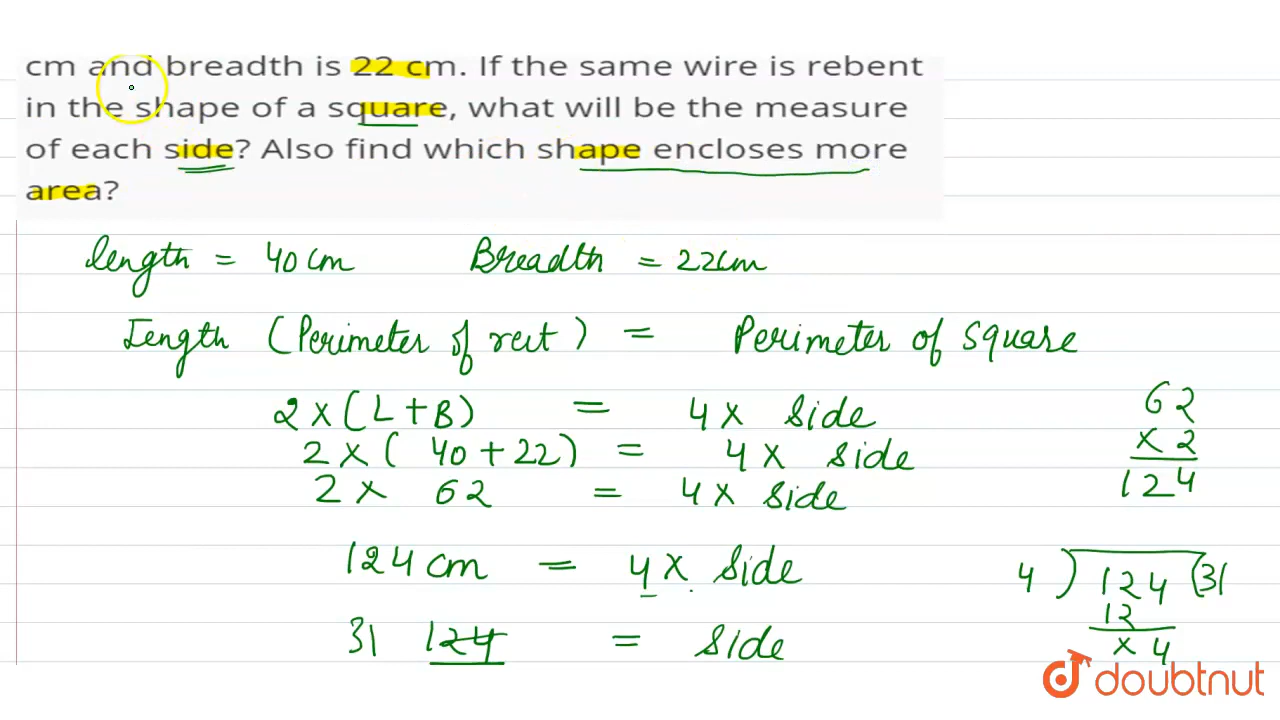 cm and breadth is 22 cm. If the same wire is rebent
in the shape of a square, what will be the measure
of each side? Also find which shape encloses more
area?
length = 40 cm Breadth = 22cm
Length (Perimeter of rect) = Perimeter of square
2 × (L + B) = 4 × side
2 × ( 40 + 22) = 4 × side
2 × 62 = 4 × side
62
× 2
124
124 cm = 4 × side
31 124 = side
4 ) 124 (31
12
× 4
doubtnut